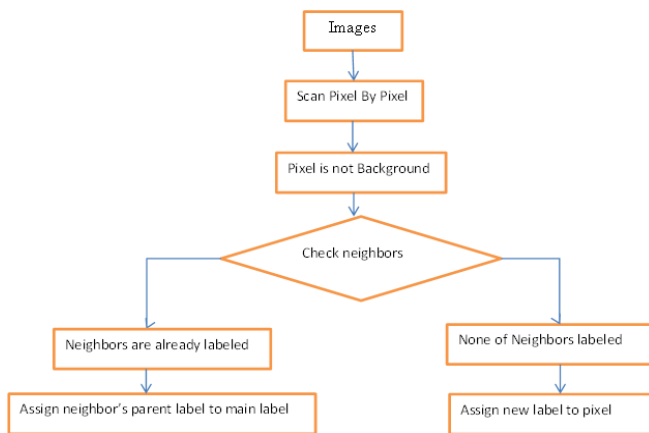 Images
Scan Pixel By Pixel
Pixel is not Background
Check neighbors
Neighbors are already labeled
None of Neighbors labeled
Assign neighbor's parent label to main label
Assign new label to pixel